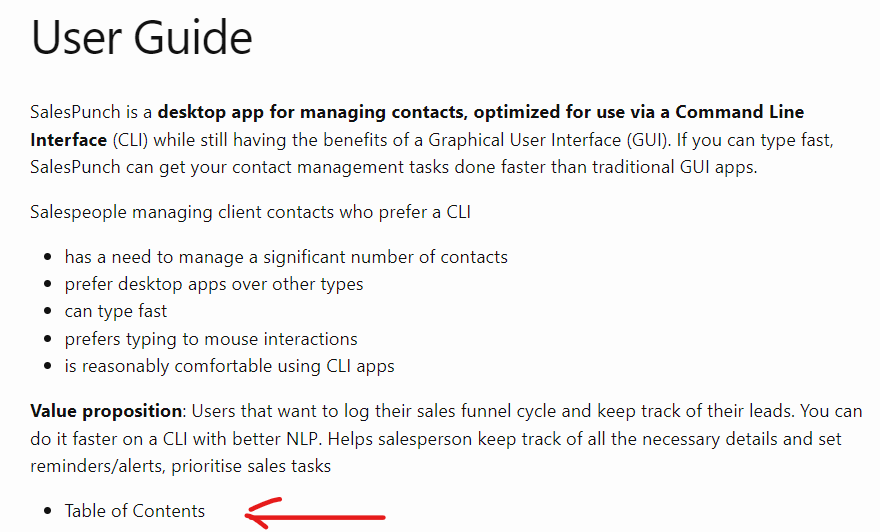 User Guide
SalesPunch is a desktop app for managing contacts, optimized for use via a Command Line
Interface (CLI) while still having the benefits of a Graphical User Interface (GUI). If you can type fast,
SalesPunch can get your contact management tasks done faster than traditional GUI apps.
Salespeople managing client contacts who prefer a CLI
• has a need to manage a significant number of contacts
• prefer desktop apps over other types
• can type fast
• prefers typing to mouse interactions
• is reasonably comfortable using CLI apps
Value proposition: Users that want to log their sales funnel cycle and keep track of their leads. You can
do it faster on a CLI with better NLP. Helps salesperson keep track of all the necessary details and set
reminders/alerts, prioritise sales tasks
• Table of Contents